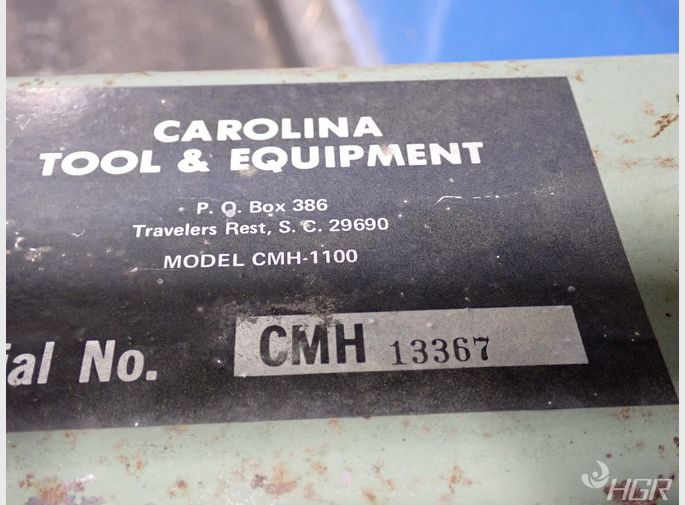 CAROLINA
TOOL & EQUIPMENT
P. O. Box 386
Travelers Rest, S. C. 29690
MODEL CMH-1100
ial No. CMH 13367
HGR